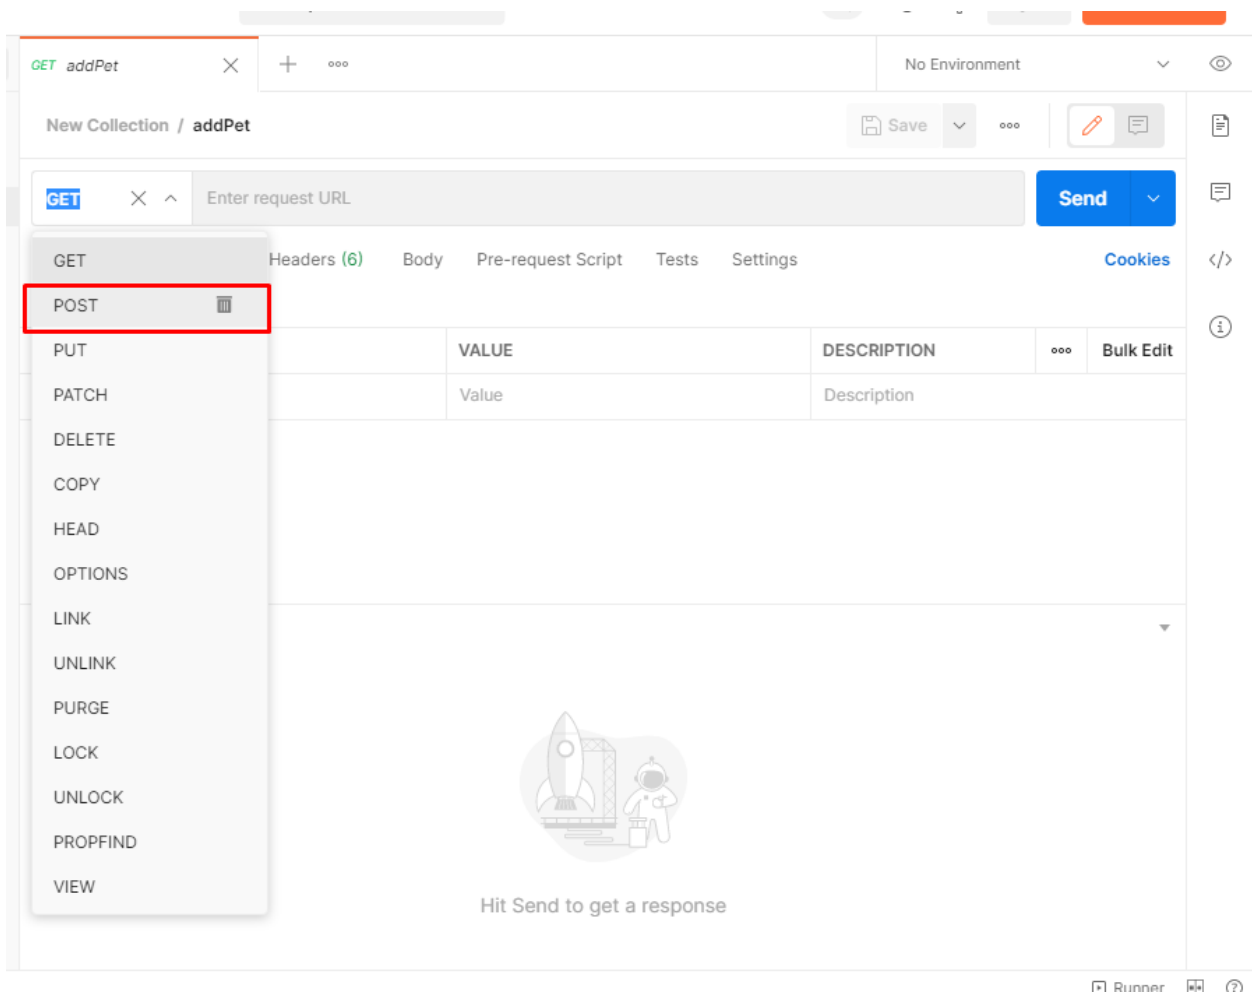 GET addPet
No Environment
New Collection / addPet
Save
GET
Enter request URL
Send
GET
Headers (6)
Body
Pre-request Script
Tests
Settings
Cookies
POST
PUT
VALUE
DESCRIPTION
Bulk Edit
PATCH
Value
Description
DELETE
COPY
HEAD
OPTIONS
LINK
UNLINK
PURGE
LOCK
UNLOCK
PROPFIND
VIEW
Hit Send to get a response
Runner